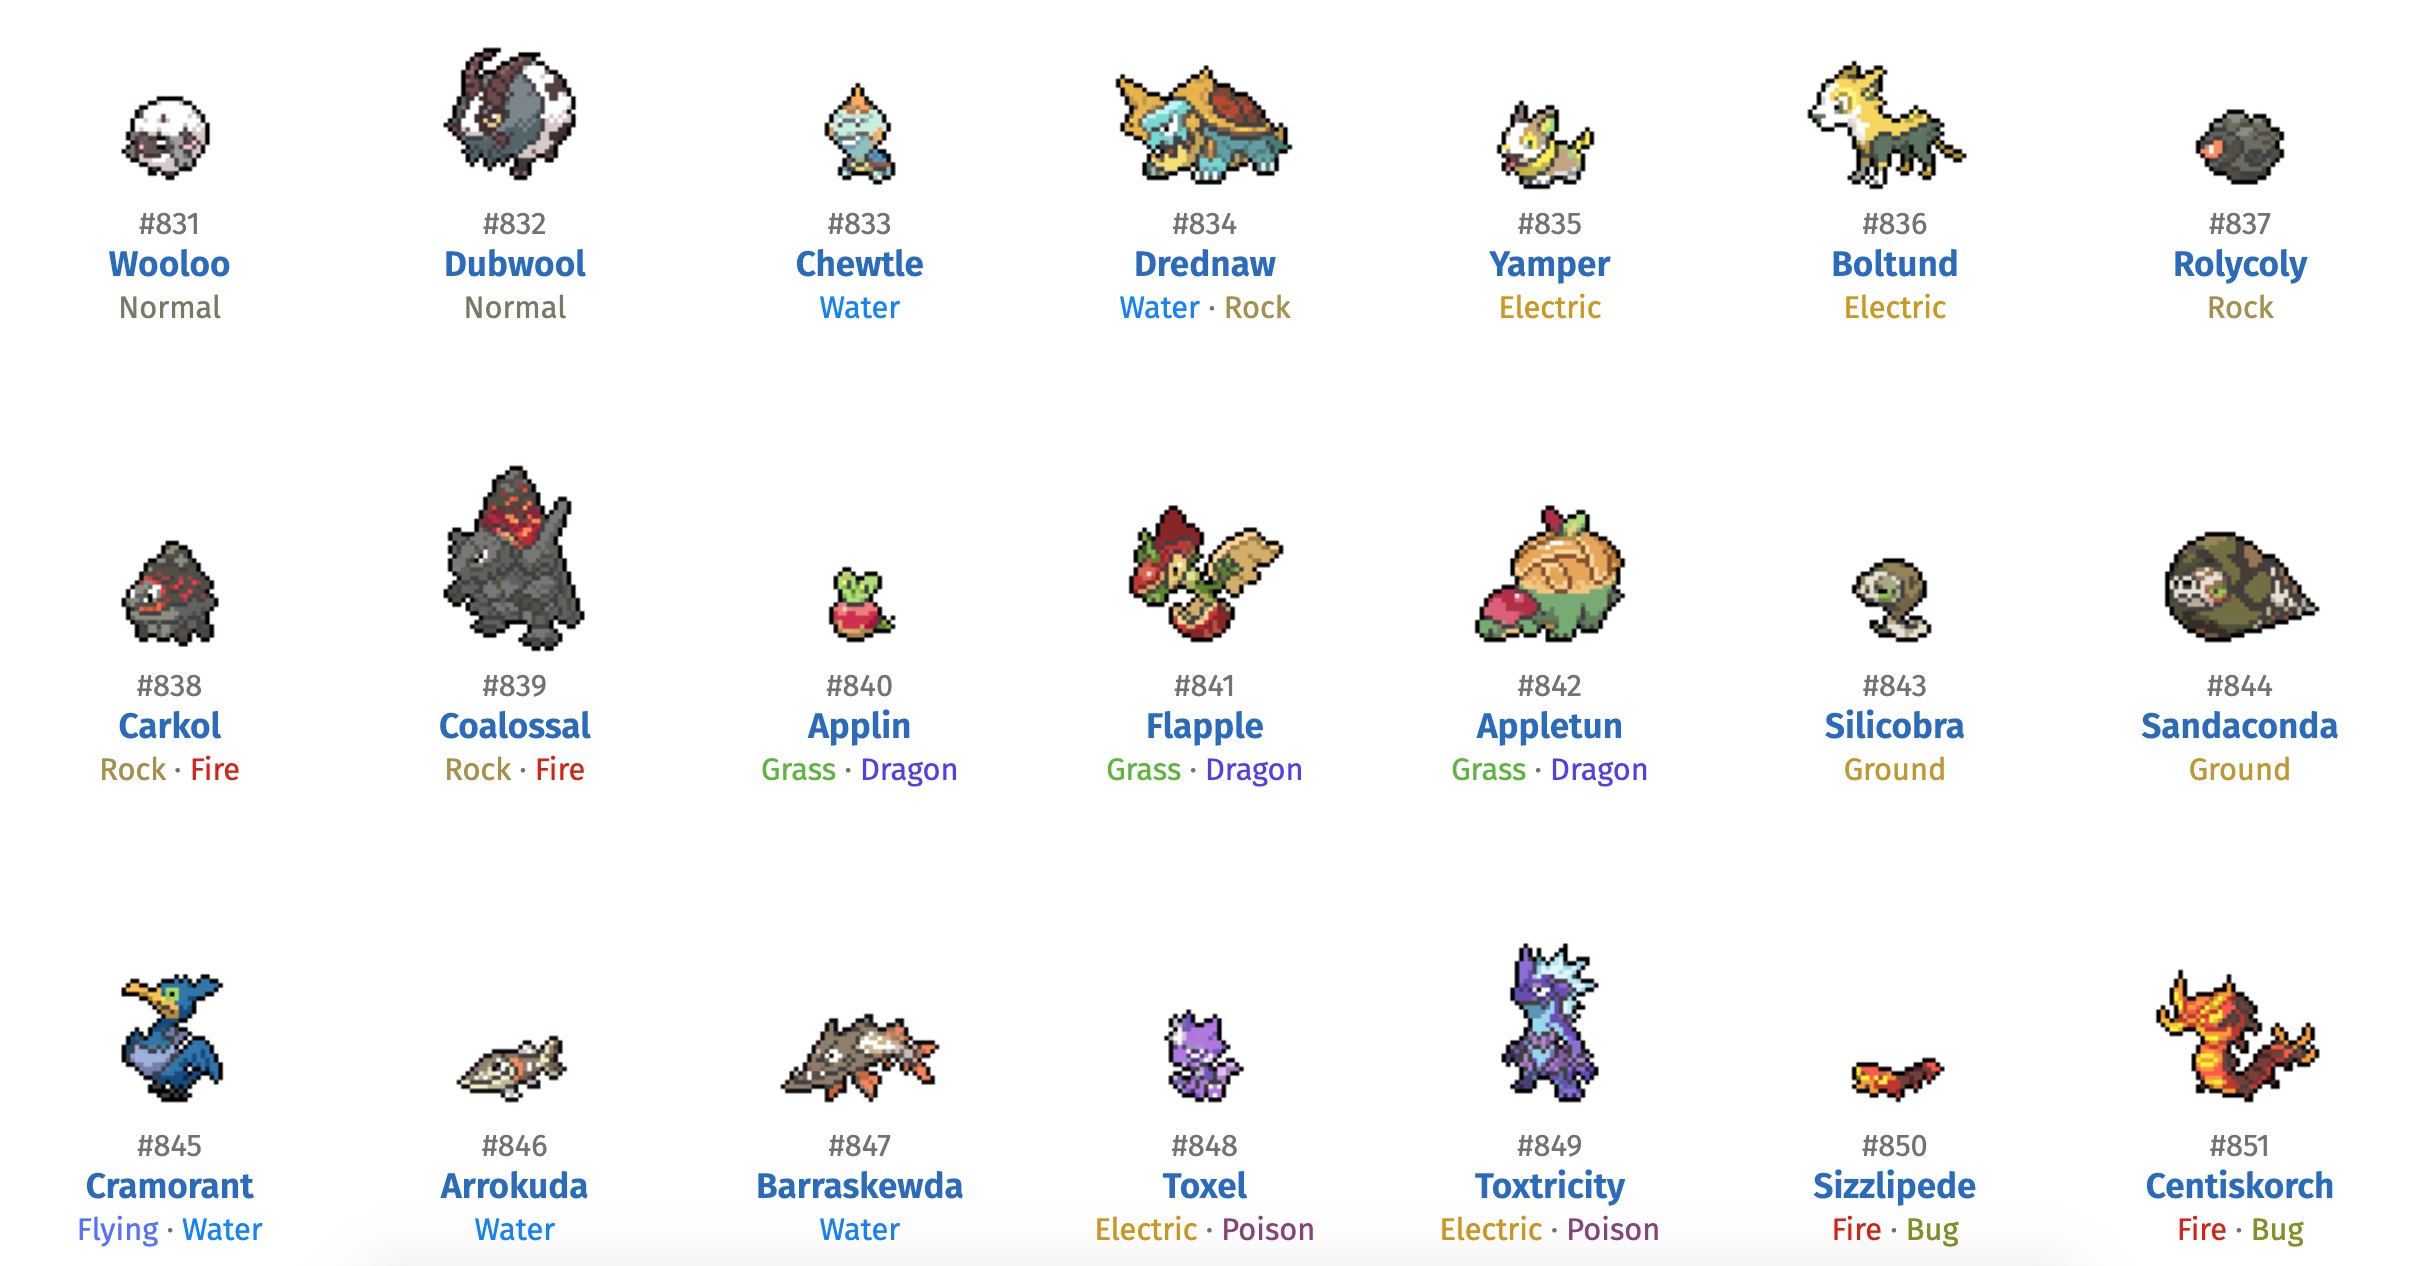 #831 #832 #833 #834 #835 #836 #837
Wooloo Dubwool Chewtle Drednaw Yamper Boltund Rolycoly
Normal Normal Water Water · Rock Electric Electric Rock
#838 #839 #840 #841 #842 #843 #844
Carkol Coalossal Applin Flapple Appletun Silicobra Sandaconda
Rock · Fire Rock · Fire Grass · Dragon Grass · Dragon Grass · Dragon Ground Ground
#845 #846 #847 #848 #849 #850 #851
Cramorant Arrokuda Barraskewda Toxel Toxtricity Sizzlipede Centiskorch
Flying · Water Water Water Electric · Poison Electric · Poison Fire · Bug Fire · Bug